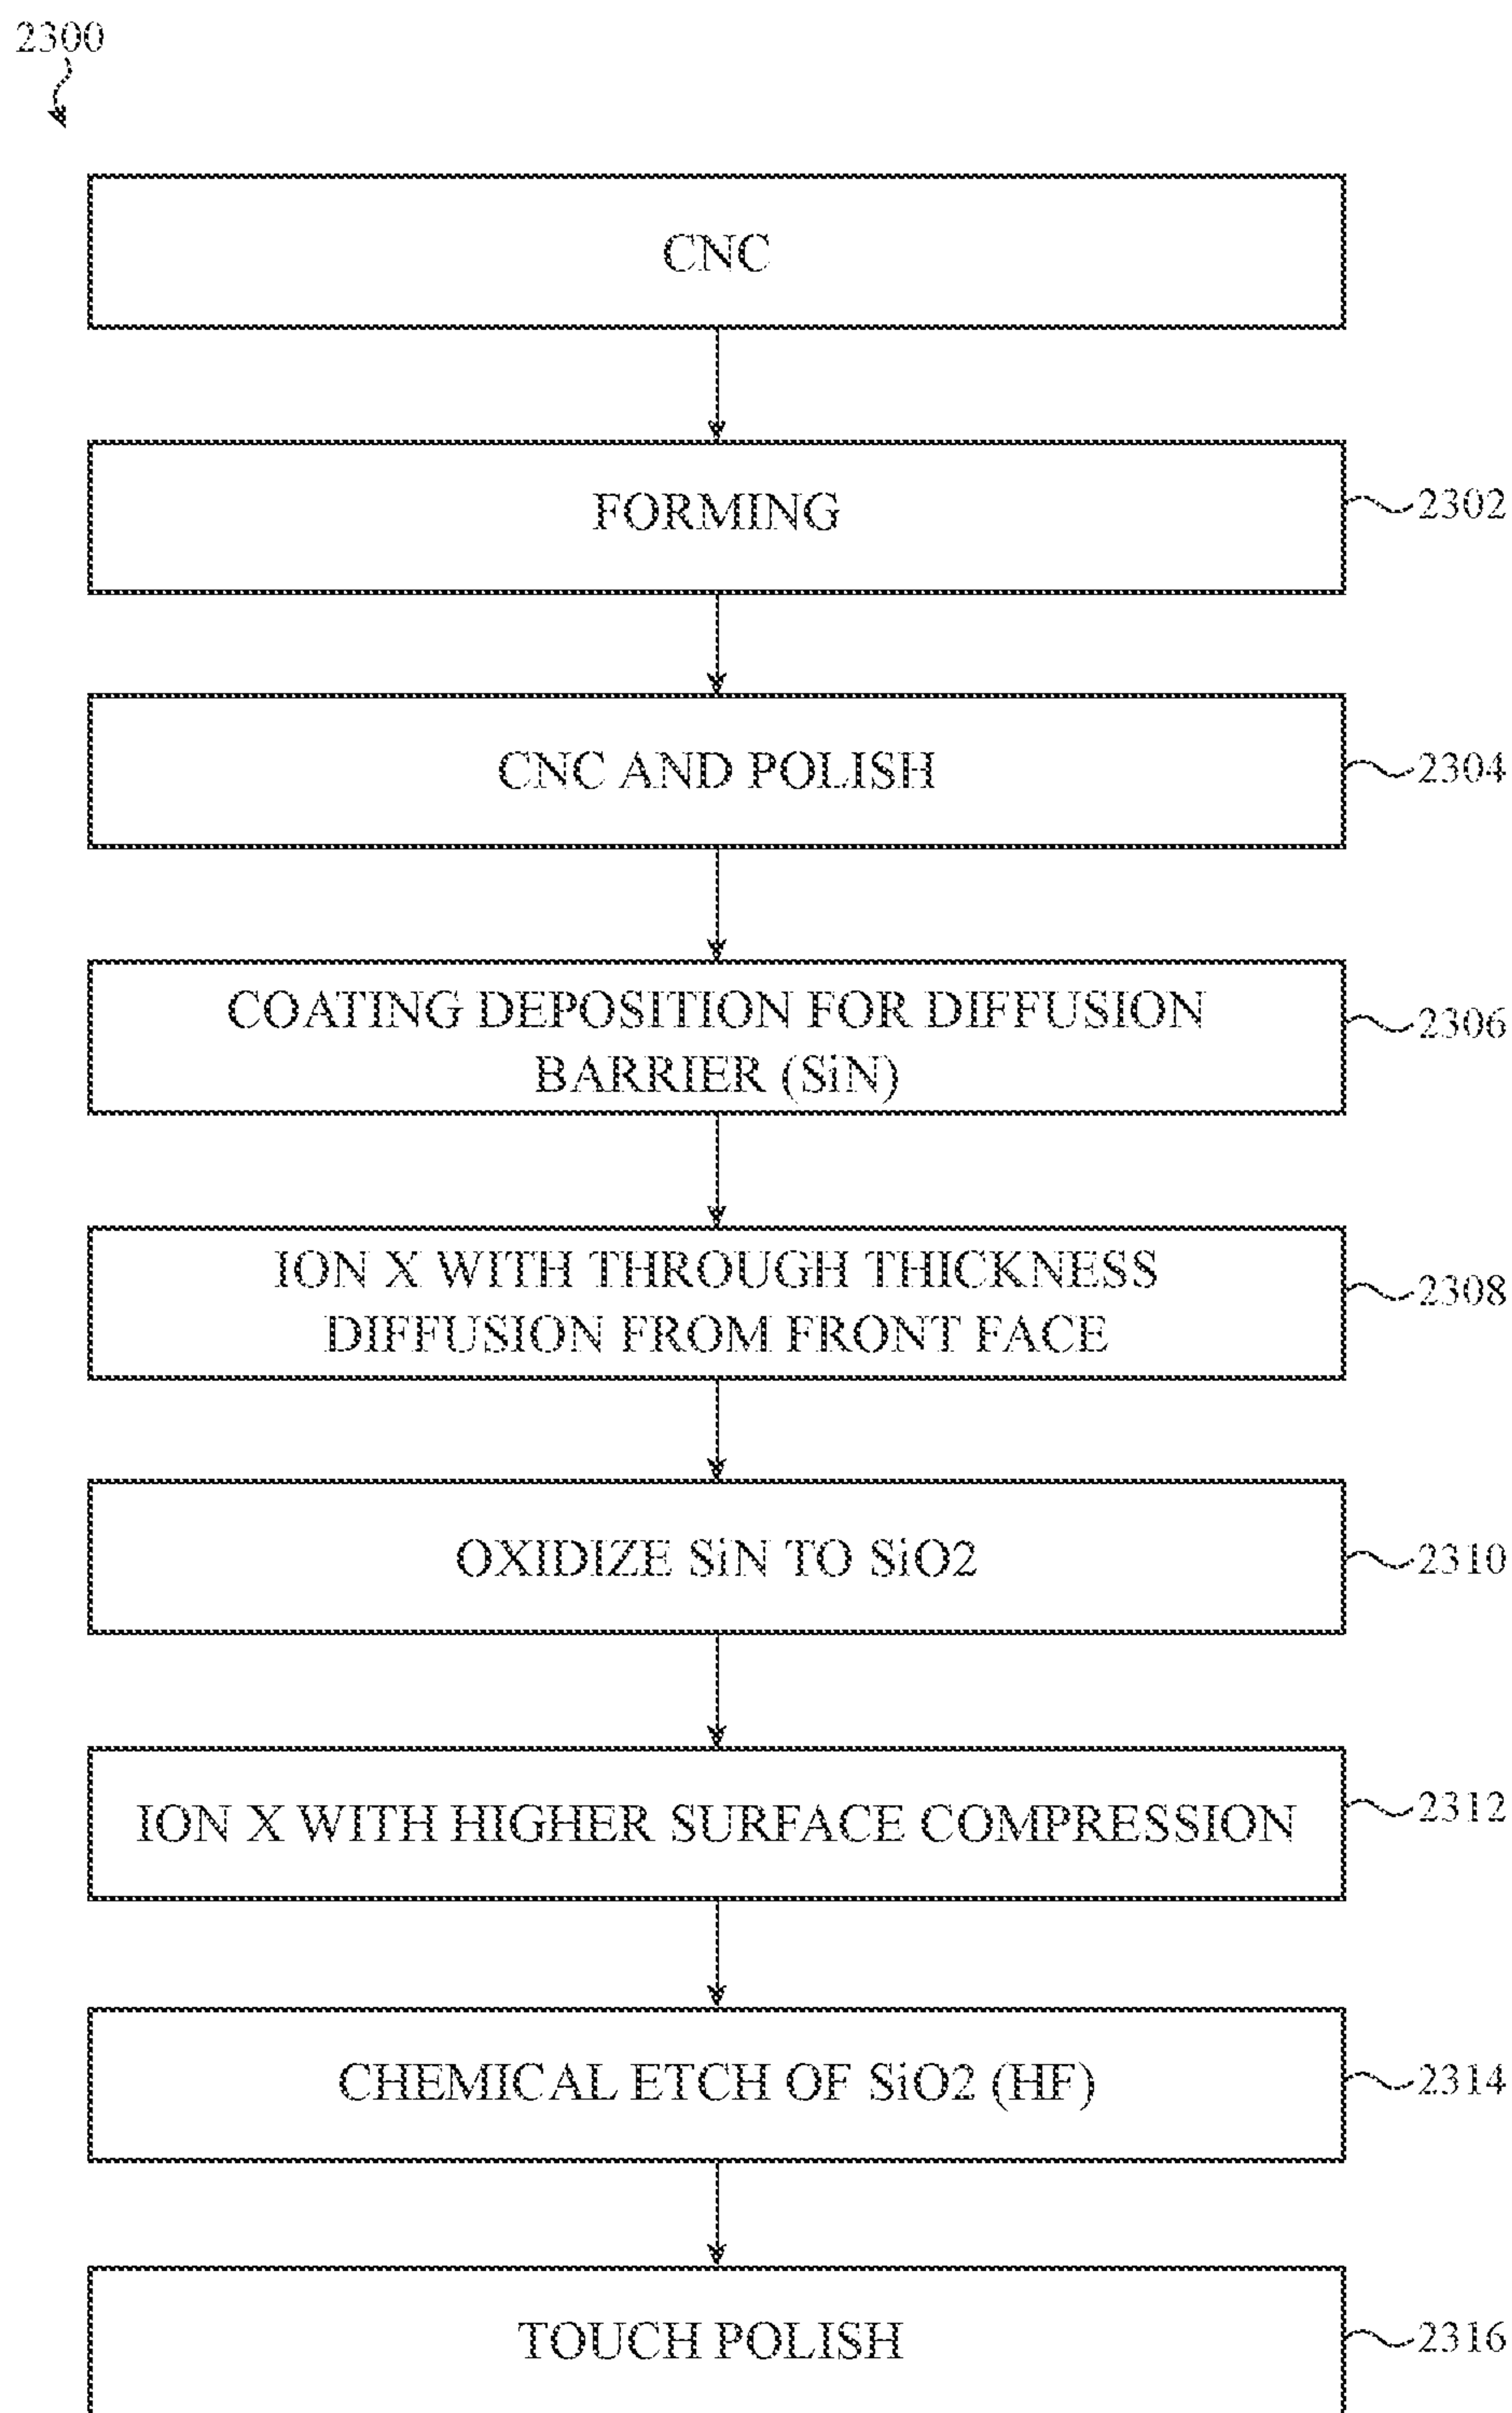 2300
CNC
FORMING
2302
CNC AND POLISH
2304
COATING DEPOSITION FOR DIFFUSION
BARRIER (SiN)
2306
ION X WITH THROUGH THICKNESS
DIFFUSION FROM FRONT FACE
2308
OXIDIZE SiN TO SiO2
2310
ION X WITH HIGHER SURFACE COMPRESSION
2312
CHEMICAL ETCH OF SiO2 (HF)
2314
TOUCH POLISH
2316